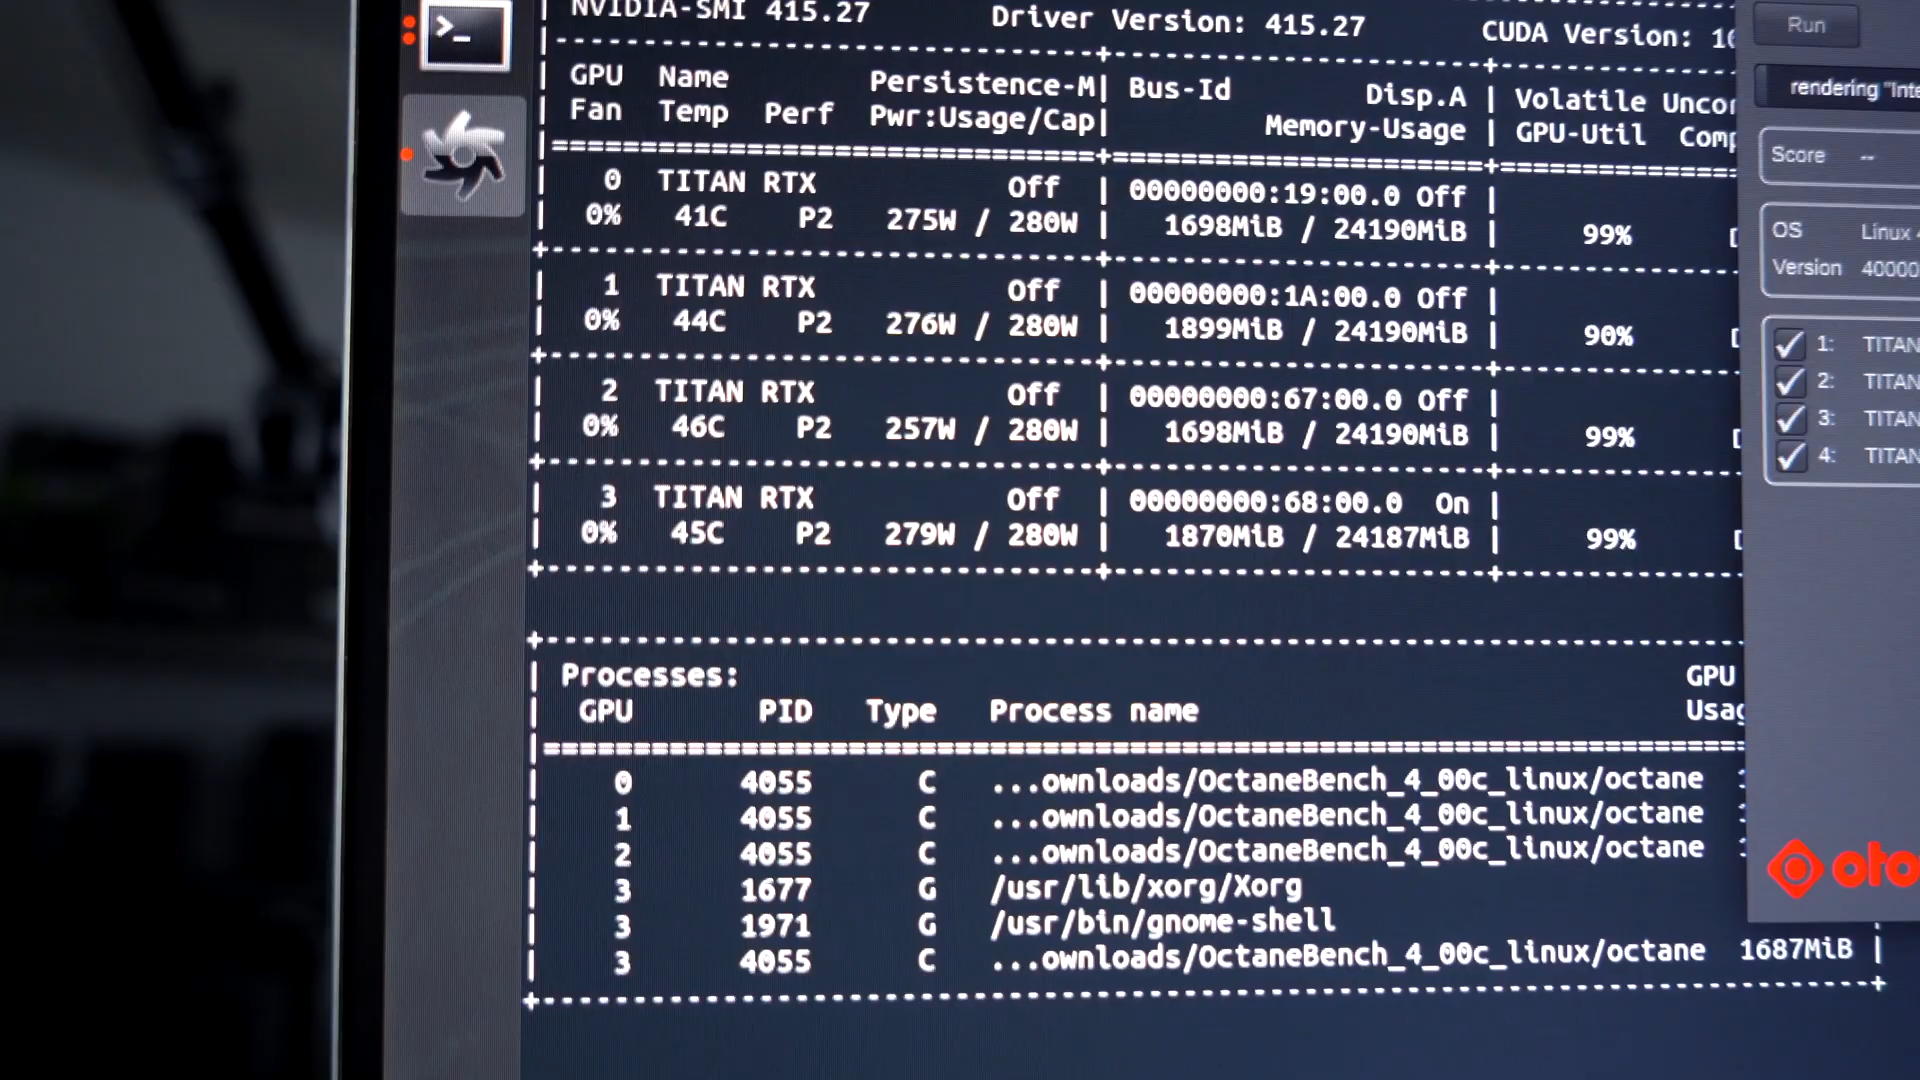 >_
NVIDIA-SMI 415.27 Driver Version: 415.27 CUDA Version:
GPU Name Persistence-M| Bus-Id Disp.A | Volatile
Fan Temp Perf Pwr:Usage/Cap| Memory-Usage | GPU-Util
0 TITAN RTX Off | 00000000:19:00.0 Off |
0% 41C P2 275W / 280W | 1698MiB / 24190MiB | 99%
1 TITAN RTX Off | 00000000:1A:00.0 Off |
0% 44C P2 276W / 280W | 1899MiB / 24190MiB | 90%
2 TITAN RTX Off | 00000000:67:00.0 Off |
0% 46C P2 257W / 280W | 1698MiB / 24190MiB | 99%
3 TITAN RTX Off | 00000000:68:00.0 On |
0% 45C P2 279W / 280W | 1870MiB / 24187MiB | 99%
Processes: GPU
GPU PID Type Process name
0 4055 C ...ownloads/OctaneBench_4_00c_linux/octane
1 4055 C ...ownloads/OctaneBench_4_00c_linux/octane
2 4055 C ...ownloads/OctaneBench_4_00c_linux/octane
3 1677 G /usr/lib/xorg/Xorg
3 1971 G /usr/bin/gnome-shell
3 4055 C ...ownloads/OctaneBench_4_00c_linux/octane 1687MiB |
Run
rendering "Inte
Score --
OS Linux
Version 40000
1: TITAN
2: TITAN
3: TITAN
4: TITAN
oto